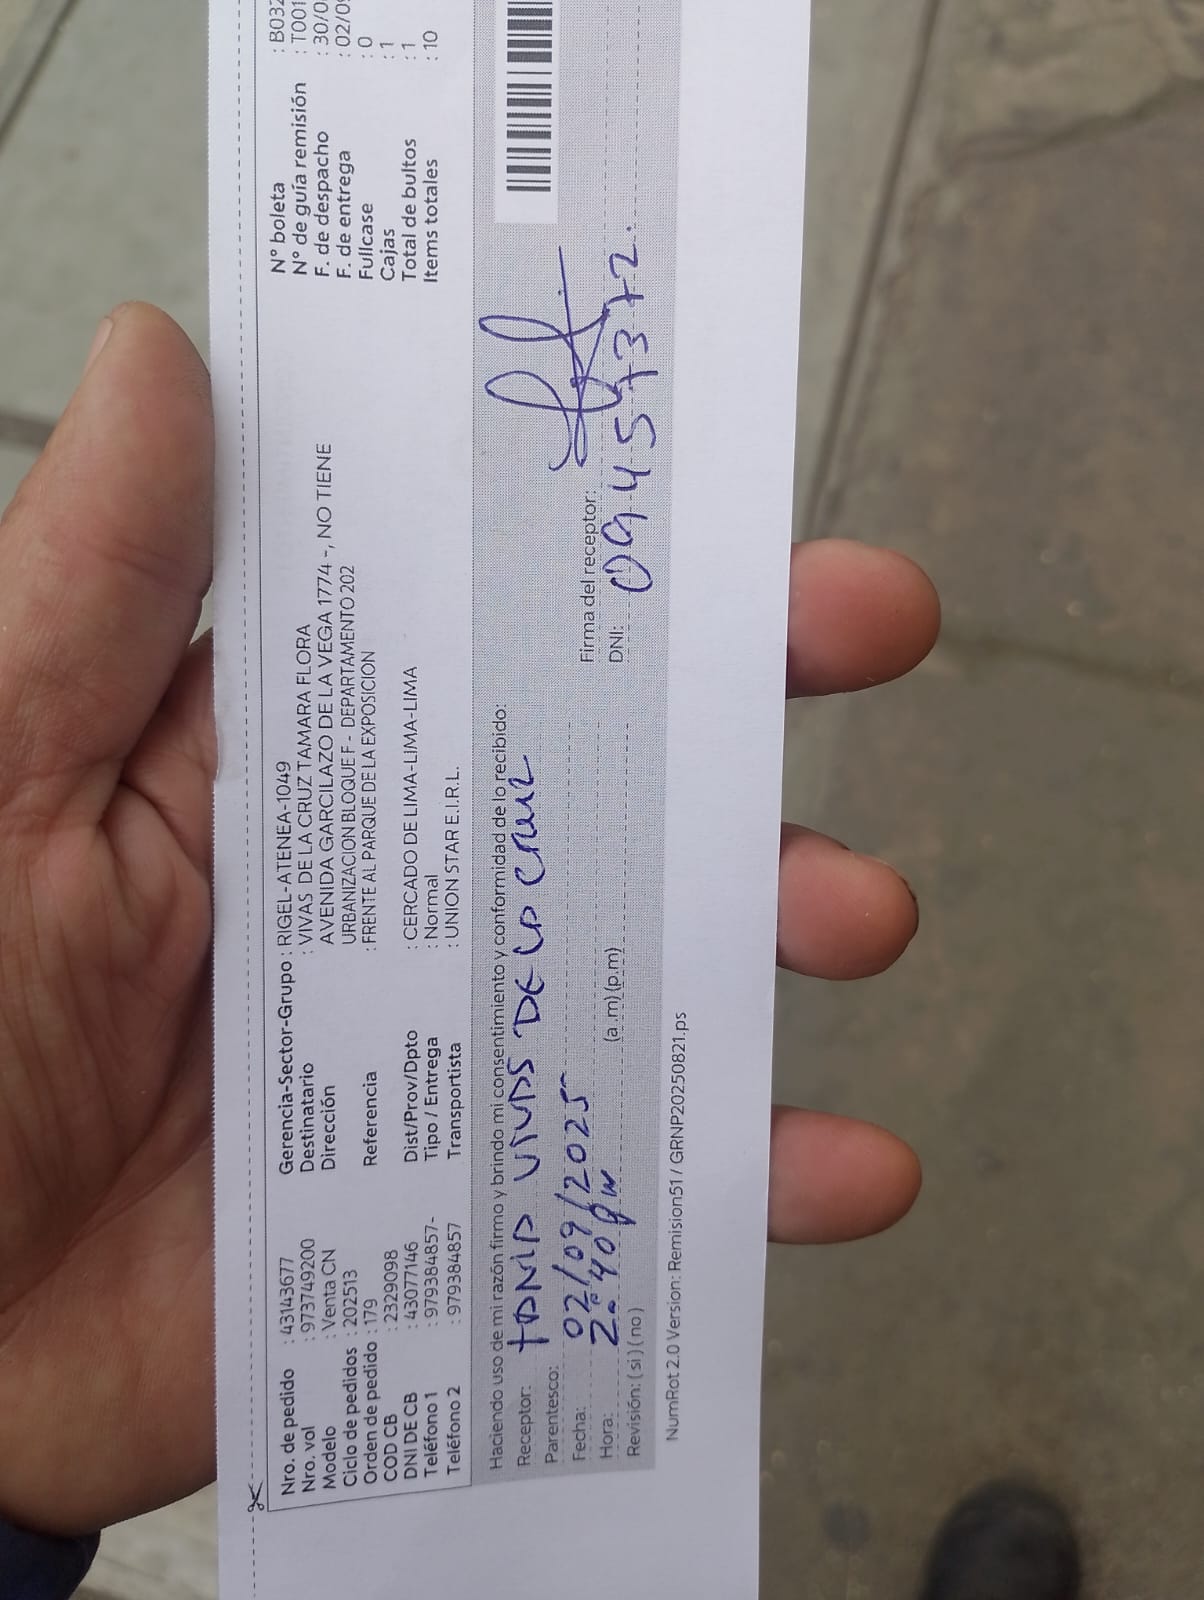 Nro. de pedido : 43143677
Nro. vol : 973749200
Modelo : Venta CN
Ciclo de pedidos : 202513
Orden de pedido : 179
COD CB : 2329098
DNI DE CB : 43077146
Teléfono 1 : 979384857-
Teléfono 2 : 979384857
Gerencia-Sector-Grupo : RIGEL-ATENEA-1049
Destinatario : VIVAS DE LA CRUZ TAMARA FLORA
Dirección AVENIDA GARCILAZO DE LA VEGA 1774 -, NO TIENE
URBANIZACION BLOQUE F - DEPARTAMENTO 202
Referencia : FRENTE AL PARQUE DE LA EXPOSICION
Dist/Prov/Dpto : CERCADO DE LIMA-LIMA-LIMA
Tipo / Entrega : Normal
Transportista : UNION STAR E.I.R.L.
N° boleta : B032
N° de guía remisión : T001
F. de despacho : 30/0
F. de entrega : 02/09
Fullcase : 0
Cajas : 1
Total de bultos : 1
Items totales : 10
Haciendo uso de mi razón firmo y brindo mi consentimiento y conformidad de lo recibido:
Receptor: VIVAS DE LA CRUZ
Parentesco:
Fecha: 02/09/2025
Hora: 2:40 pm (a.m) (p.m)
Revisión: ( si ) ( no )
Firma del receptor:
DNI: 09457372
NumRot 2.0 Version: Remision51 / GRNP20250821.ps